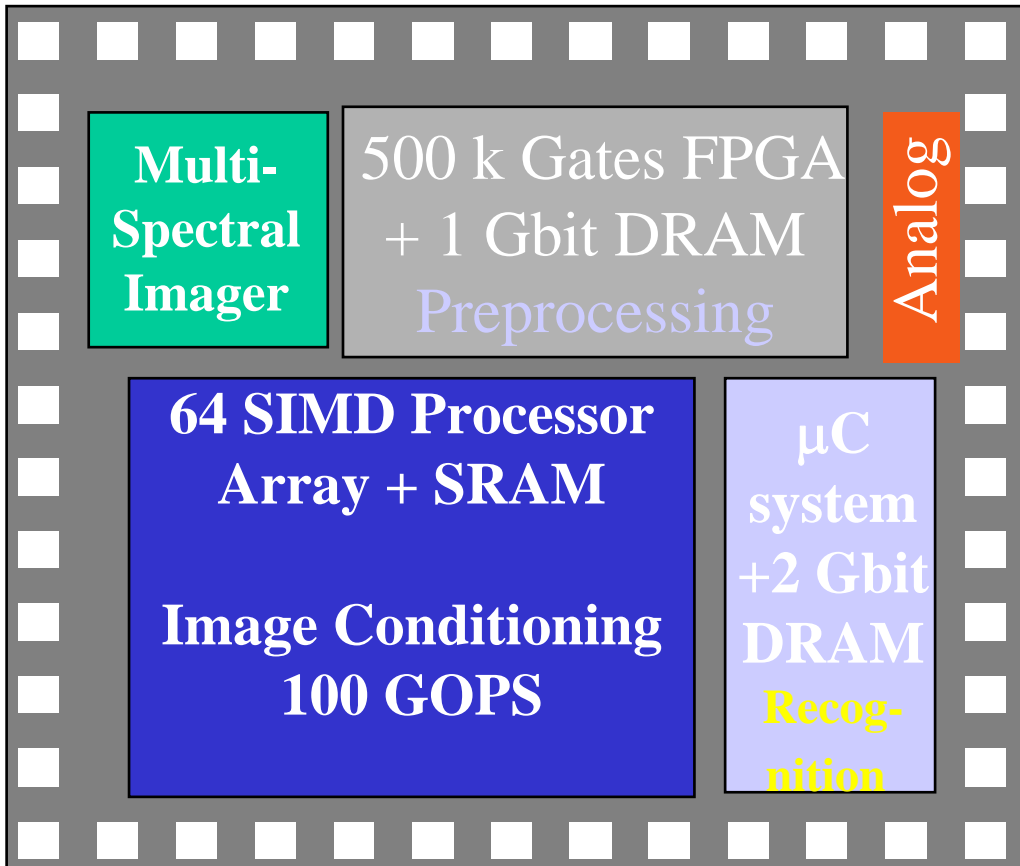 Multi-
Spectral
Imager
500 k Gates FPGA
+ 1 Gbit DRAM
Preprocessing
Analog
64 SIMD Processor
Array + SRAM
Image Conditioning
100 GOPS
μC
system
+2 Gbit
DRAM
Recog-
nition